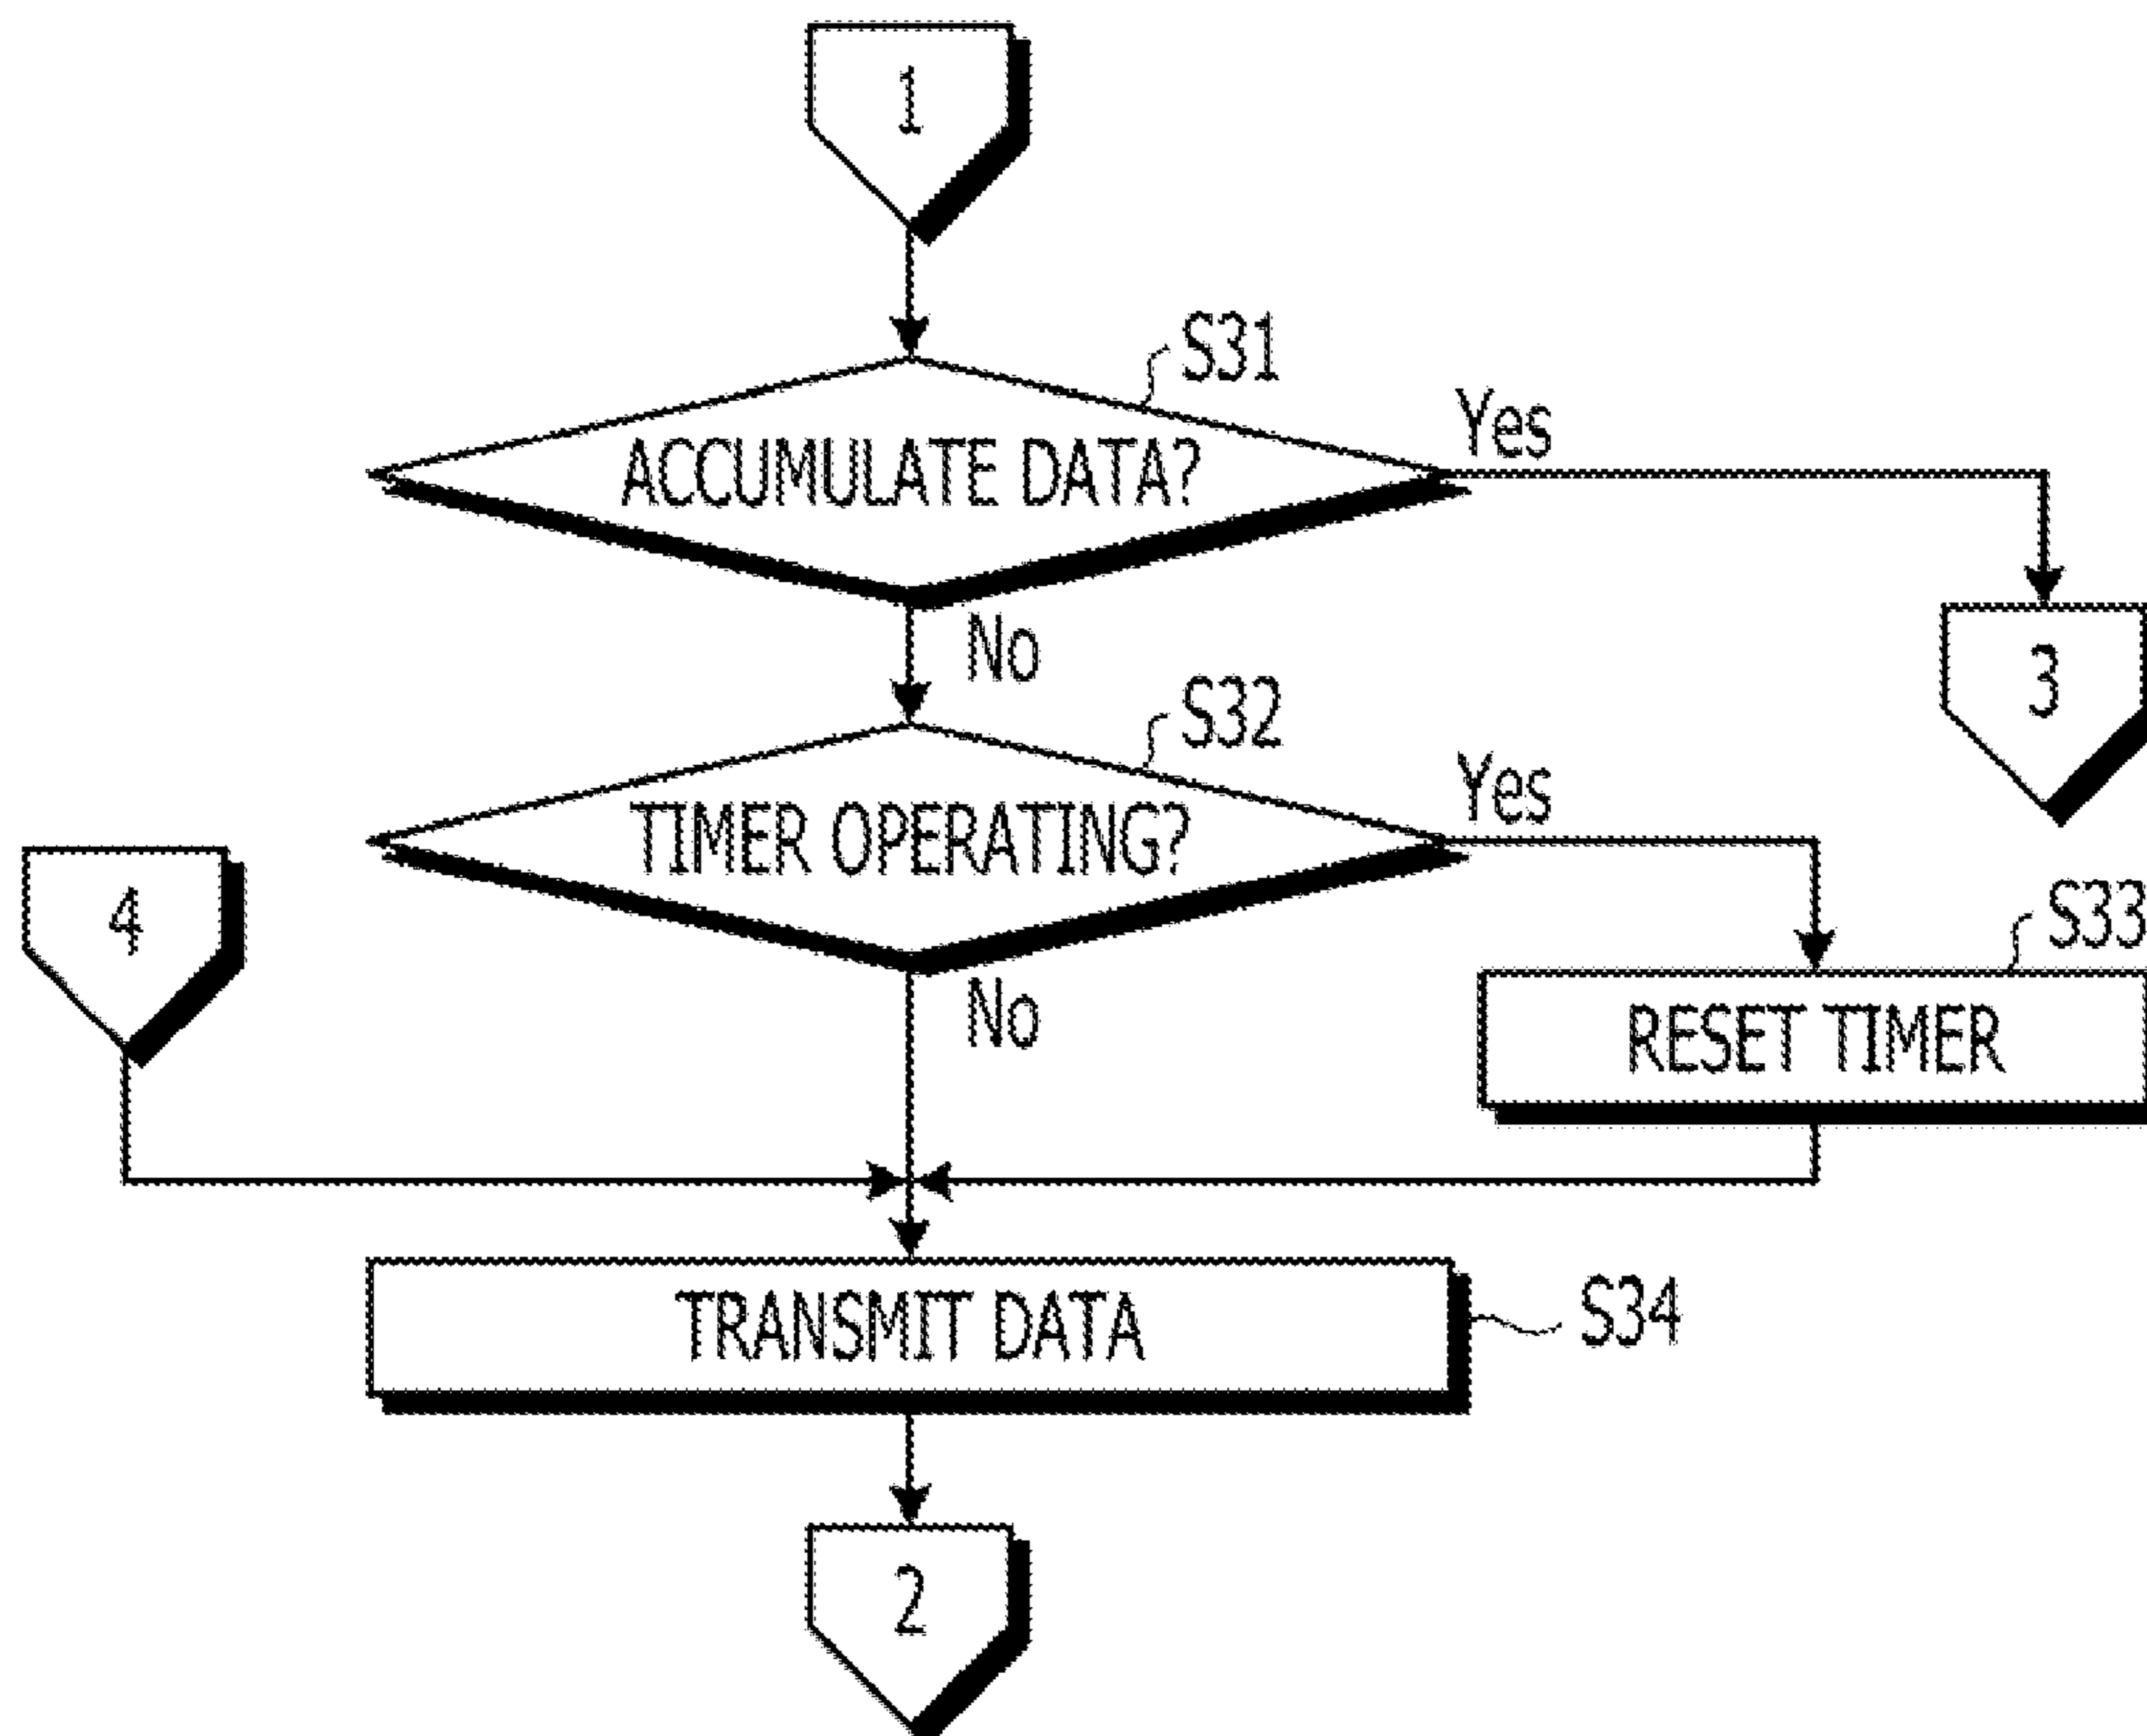 1
S31
ACCUMULATE DATA?
Yes
No
3
S32
TIMER OPERATING?
Yes
No
4
S33
RESET TIMER
TRANSMIT DATA
S34
2